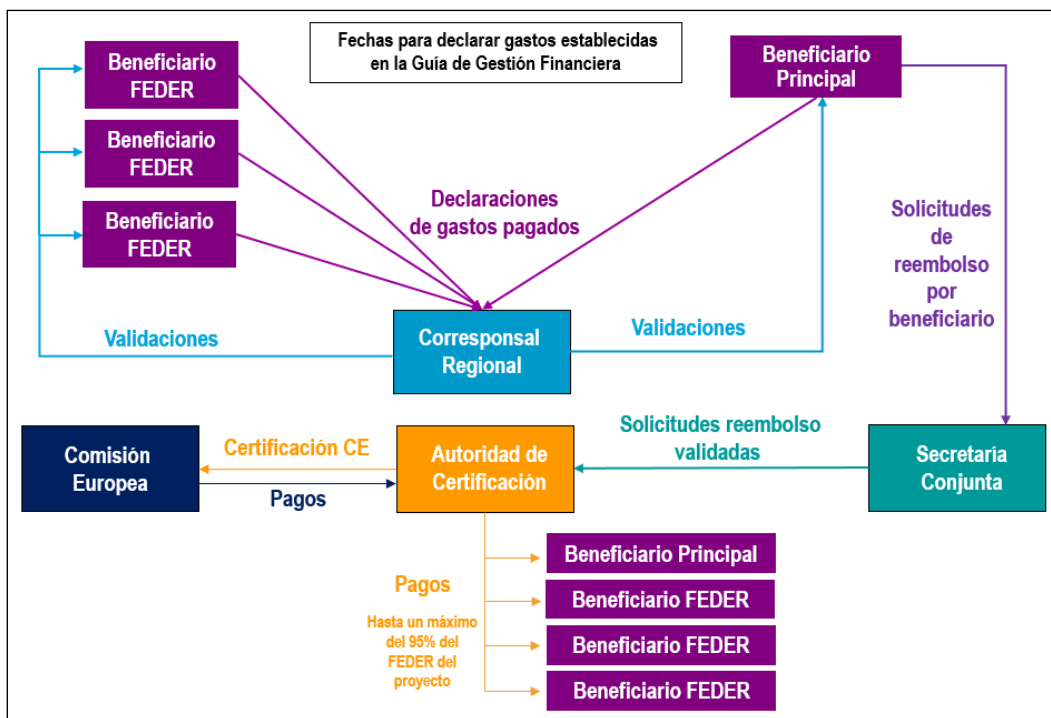 Fechas para declarar gastos establecidas
en la Guía de Gestión Financiera
Beneficiario
FEDER
Beneficiario
FEDER
Beneficiario
FEDER
Beneficiario
Principal
Declaraciones
de gastos pagados
Solicitudes
de
reembolso
por
beneficiario
Validaciones
Corresponsal
Regional
Validaciones
Comisión
Europea
Certificación CE
Pagos
Autoridad de
Certificación
Solicitudes reembolso
validadas
Secretaría
Conjunta
Pagos
Hasta un máximo
del 95% del
FEDER del
proyecto
Beneficiario Principal
Beneficiario FEDER
Beneficiario FEDER
Beneficiario FEDER